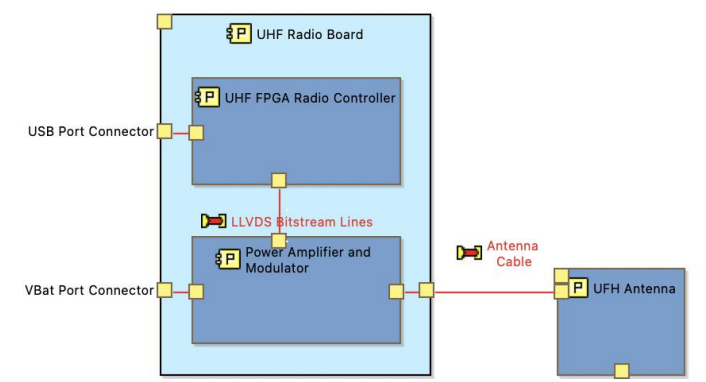 P UHF Radio Board
P UHF FPGA Radio Controller
USB Port Connector
LLVDS Bitstream Lines
P Power Amplifier and
Modulator
Antenna
Cable
VBat Port Connector
P UFH Antenna